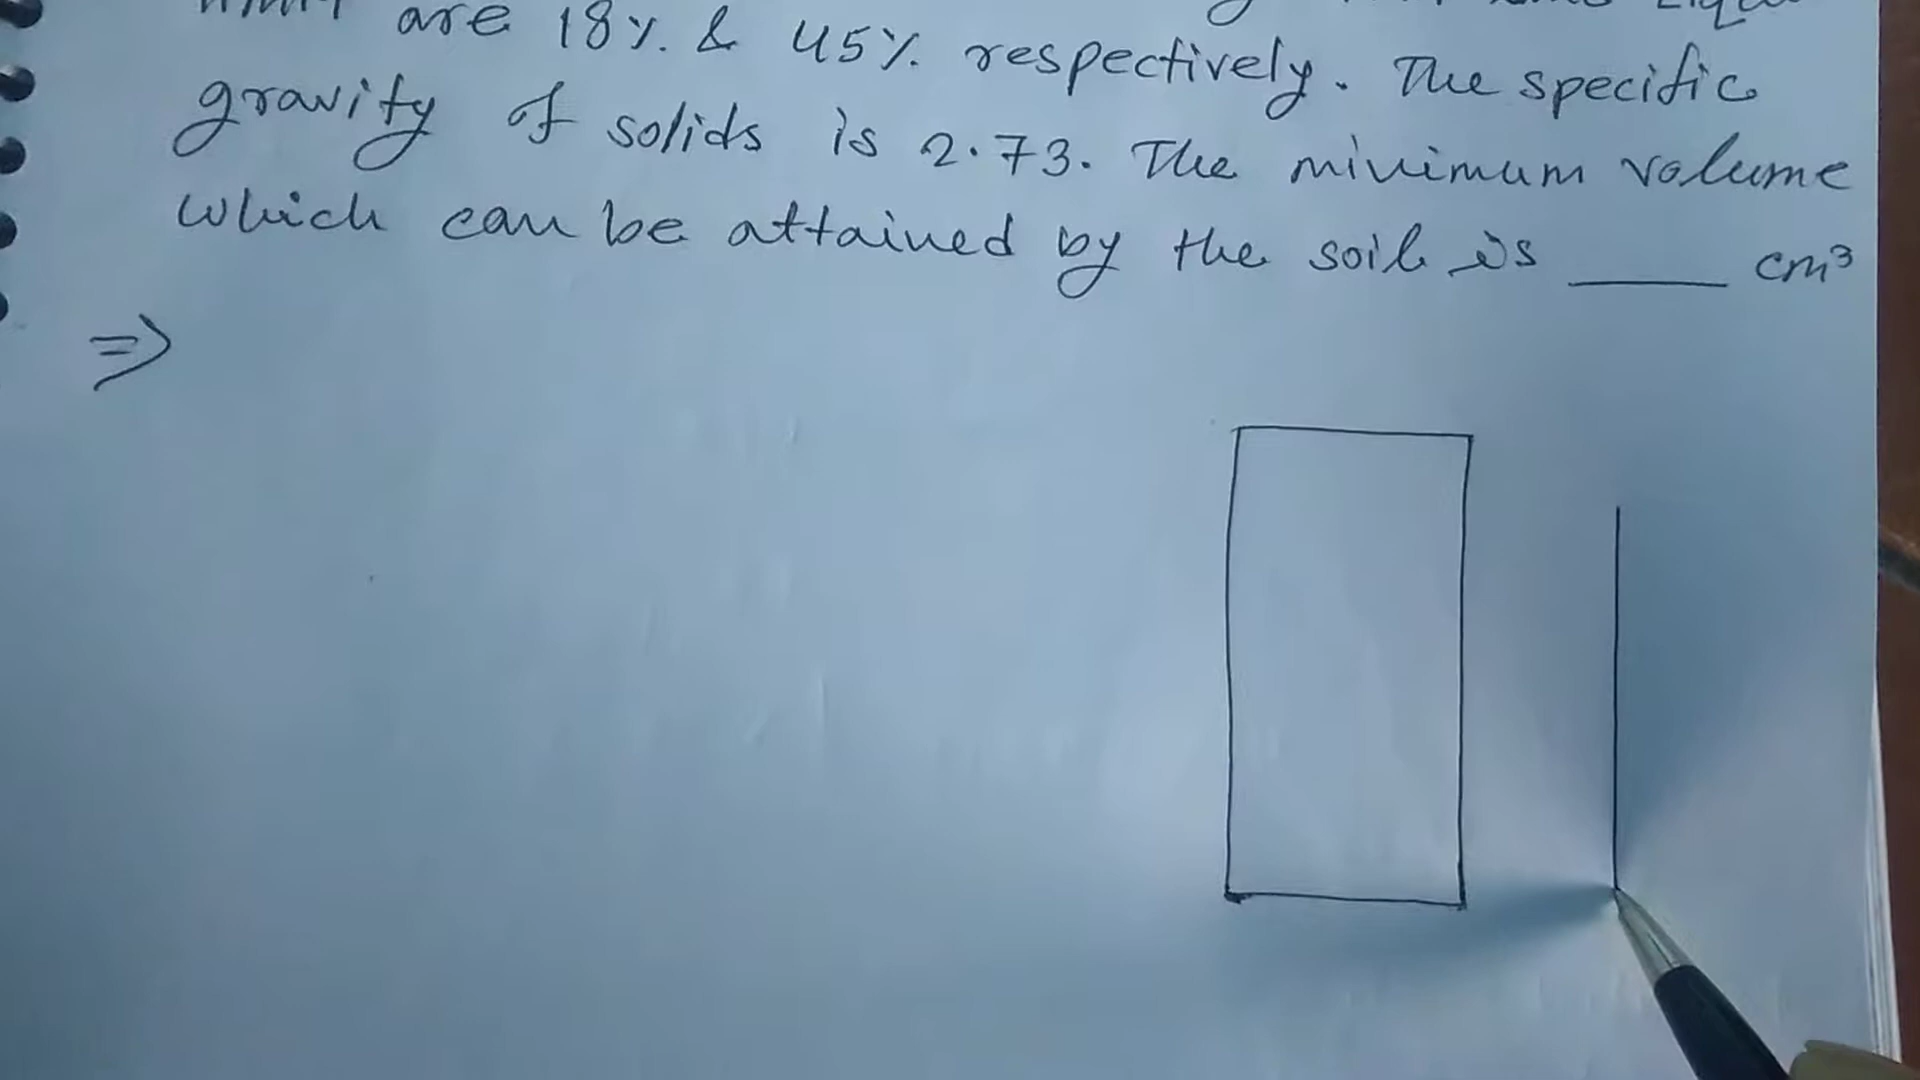 are 18%. & 45%. respectively. The specific
gravity of solids is 2.73. The minimum volume
which can be attained by the soil is ____ cm³
⇒